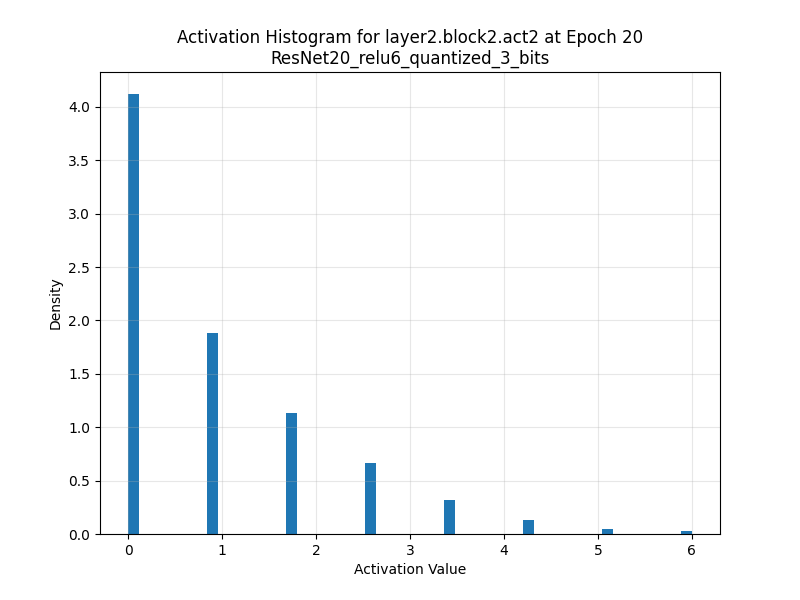 Activation Histogram for layer2.block2.act2 at Epoch 20
ResNet20_relu6_quantized_3_bits
4.0
3.5
3.0
2.5
2.0
1.5
1.0
0.5
0.0
Density
0 1 2 3 4 5 6
Activation Value